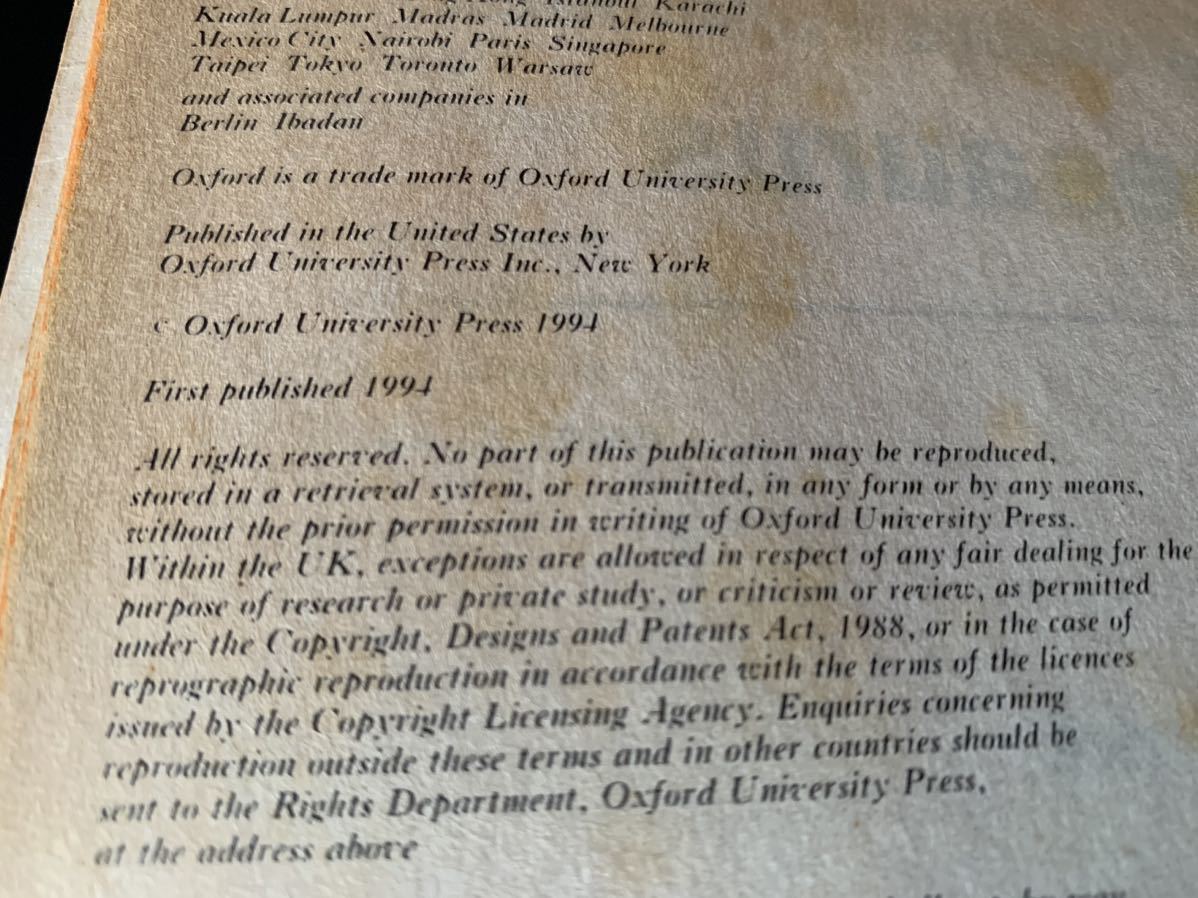 Istanbul Karachi
Kuala Lumpur Madras Madrid Melbourne
Mexico City Nairobi Paris Singapore
Taipei Tokyo Toronto Warsaw
and associated companies in
Berlin Ibadan
Oxford is a trade mark of Oxford University Press
Published in the United States by
Oxford University Press Inc., New York
© Oxford University Press 1994
First published 1994
All rights reserved. No part of this publication may be reproduced,
stored in a retrieval system, or transmitted, in any form or by any means,
without the prior permission in writing of Oxford University Press.
Within the UK, exceptions are allowed in respect of any fair dealing for the
purpose of research or private study, or criticism or review, as permitted
under the Copyright, Designs and Patents Act, 1988, or in the case of
reprographic reproduction in accordance with the terms of the licences
issued by the Copyright Licensing Agency. Enquiries concerning
reproduction outside these terms and in other countries should be
sent to the Rights Department, Oxford University Press,
at the address above